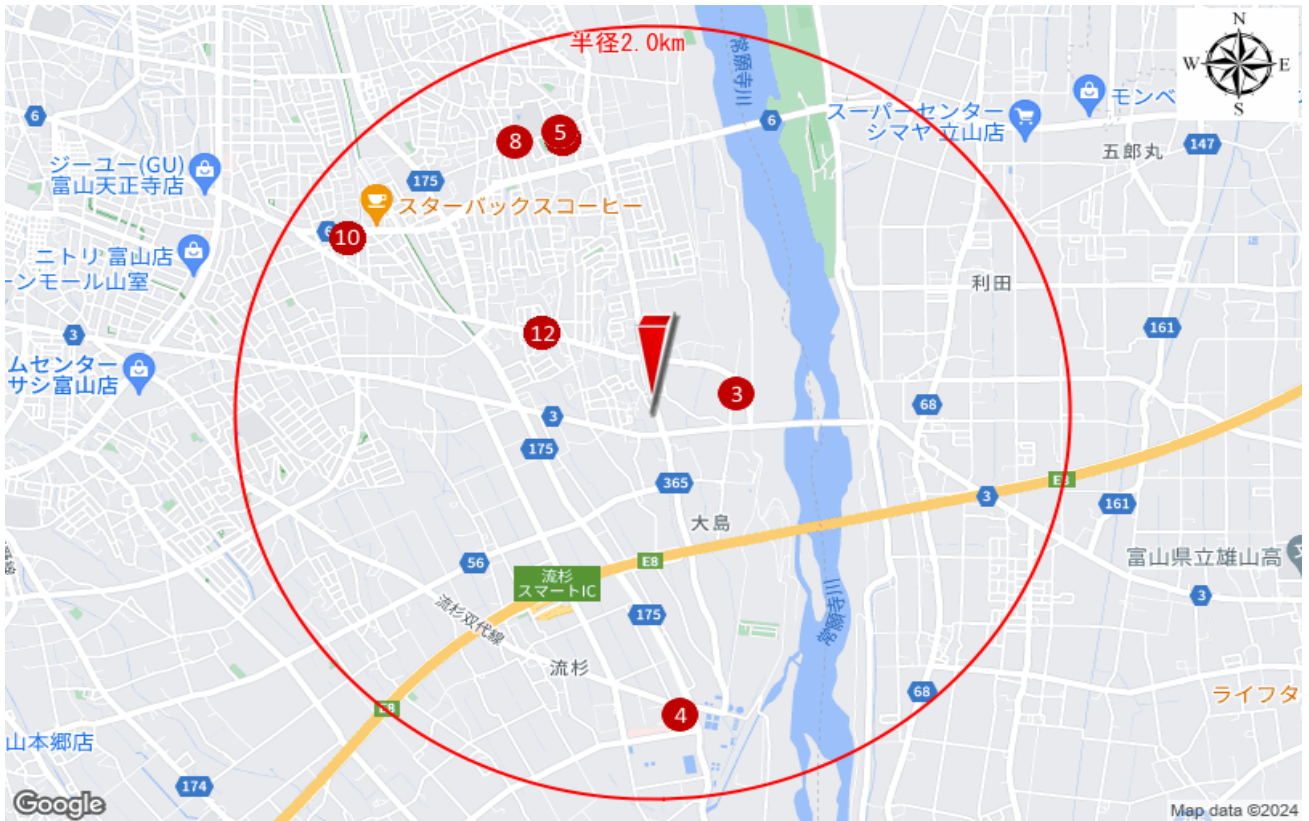 半径2.0km
N
W
E
S
常願寺川
6
スーパーセンター
シマヤ 立山店
モンベ
五郎丸
147
6
8
5
ジーユー(GU)
富山天正寺店
175
スターバックスコーヒー
10
ニトリ 富山店
ーンモール山室
利田
161
3
12
ムセンター
サシ富山店
3
68
3
175
365
3
161
大島
E8
56
流杉
スマートIC
富山県立雄山高
3
175
流杉双代線
常願寺川
流杉
68
ライフタ
4
E8
山本郷店
174
Google
Map data ©2024